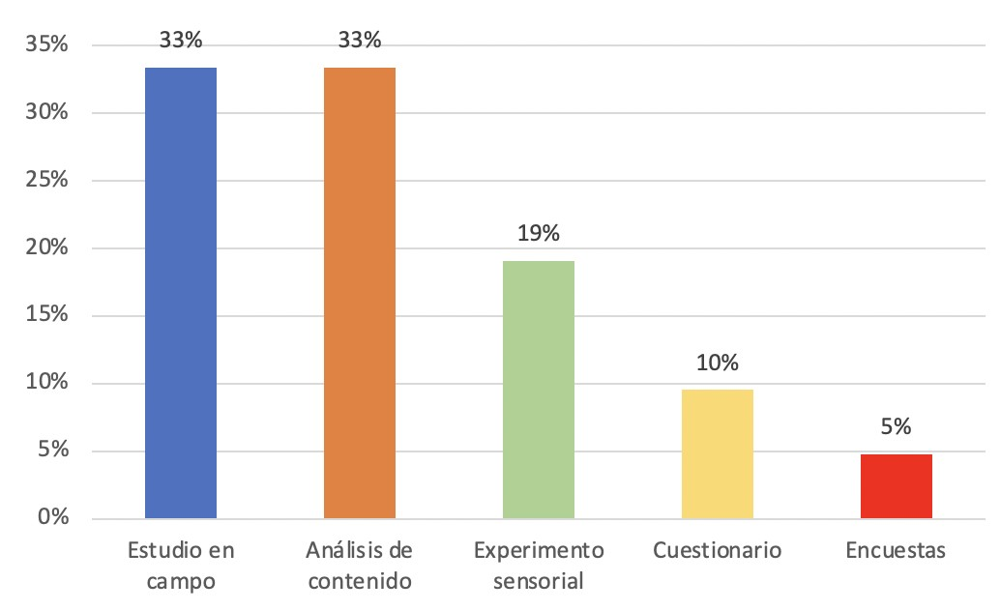 35%
30%
25%
20%
15%
10%
5%
0%
33%
33%
19%
10%
5%
Estudio en
campo
Análisis de
contenido
Experimento
sensorial
Cuestionario
Encuestas